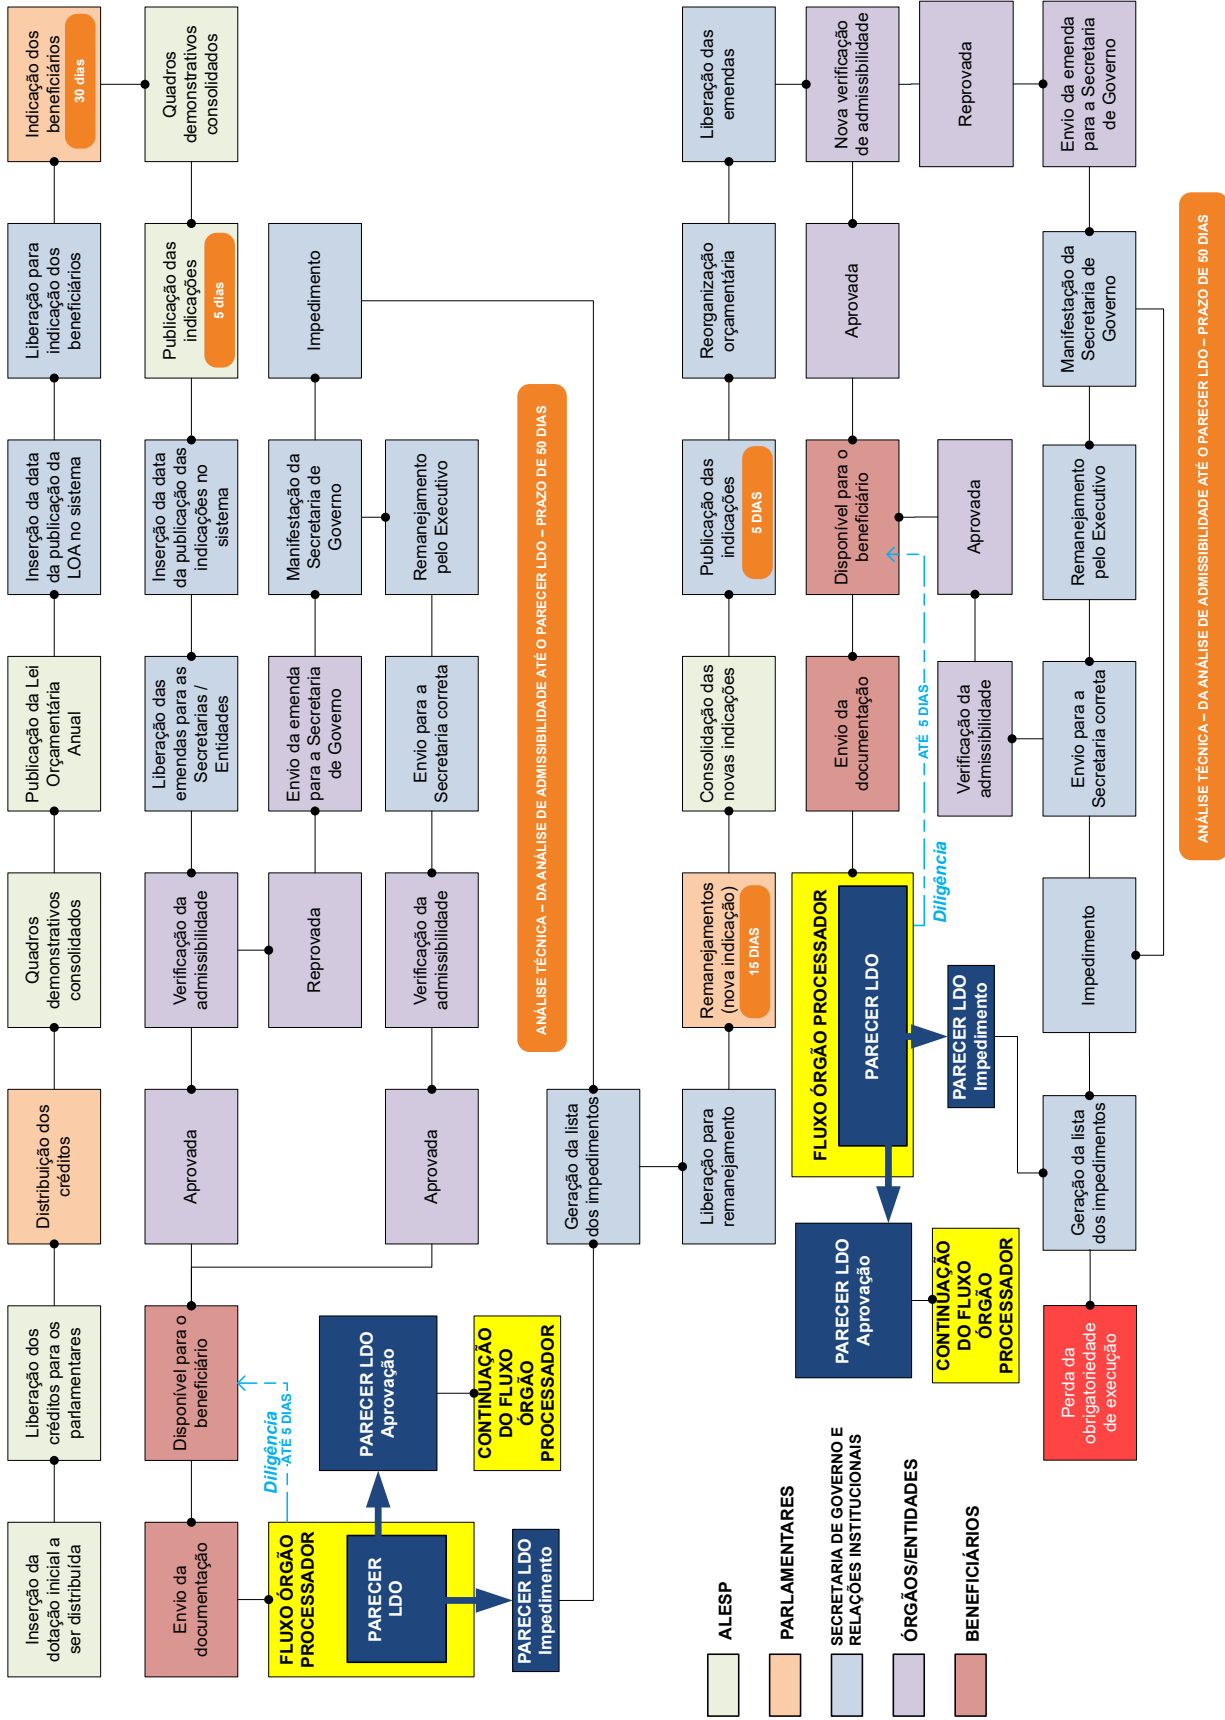 Inserção da
dotação inicial a
ser distribuída
Liberação dos
créditos para os
parlamentares
Distribuição dos
créditos
Quadros
demonstrativos
consolidados
Publicação da Lei
Orçamentária
Anual
Inserção da data
da publicação da
LOA no sistema
Liberação para
indicação dos
beneficiários
Indicação dos
beneficiários
30 dias
Envio da
documentação
Disponível para o
beneficiário
Aprovada
Verificação da
admissibilidade
Liberação das
emendas para as
Secretarias /
Entidades
Inserção da data
da publicação das
indicações no
sistema
Publicação das
indicações
5 dias
Quadros
demonstrativos
consolidados
Diligência
ATÉ 5 DIAS
FLUXO ÓRGÃO
PROCESSADOR
PARECER
LDO
PARECER LDO
Aprovação
CONTINUAÇÃO
DO FLUXO
ÓRGÃO
PROCESSADOR
PARECER LDO
Impedimento
Reprovada
Envio da emenda
para a Secretaria
de Governo
Manifestação da
Secretaria de
Governo
Impedimento
Aprovada
Verificação da
admissibilidade
Envio para a
Secretaria correta
Remanejamento
pelo Executivo
ANÁLISE TÉCNICA – DA ANÁLISE DE ADMISSIBILIDADE ATÉ O PARECER LDO – PRAZO DE 50 DIAS
Geração da lista
dos impedimentos
Liberação para
remanejamento
Remanejamentos
(nova indicação)
15 DIAS
Consolidação das
novas indicações
Publicação das
indicações
5 DIAS
Reorganização
orçamentária
Liberação das
emendas
FLUXO ÓRGÃO PROCESSADOR
PARECER LDO
Envio da
documentação
Disponível para o
beneficiário
Aprovada
Nova verificação
de admissibilidade
PARECER LDO
Aprovação
CONTINUAÇÃO
DO FLUXO
ÓRGÃO
PROCESSADOR
PARECER LDO
Impedimento
Diligência
ATÉ 5 DIAS
Verificação da
admissibilidade
Aprovada
Reprovada
Perda da
obrigatoriedade
de execução
Geração da lista
dos impedimentos
Impedimento
Envio para a
Secretaria correta
Remanejamento
pelo Executivo
Manifestação da
Secretaria de
Governo
Envio da emenda
para a Secretaria
de Governo
ANÁLISE TÉCNICA – DA ANÁLISE DE ADMISSIBILIDADE ATÉ O PARECER LDO – PRAZO DE 50 DIAS
ALESP
PARLAMENTARES
SECRETARIA DE GOVERNO E
RELAÇÕES INSTITUCIONAIS
ÓRGÃOS/ENTIDADES
BENEFICIÁRIOS